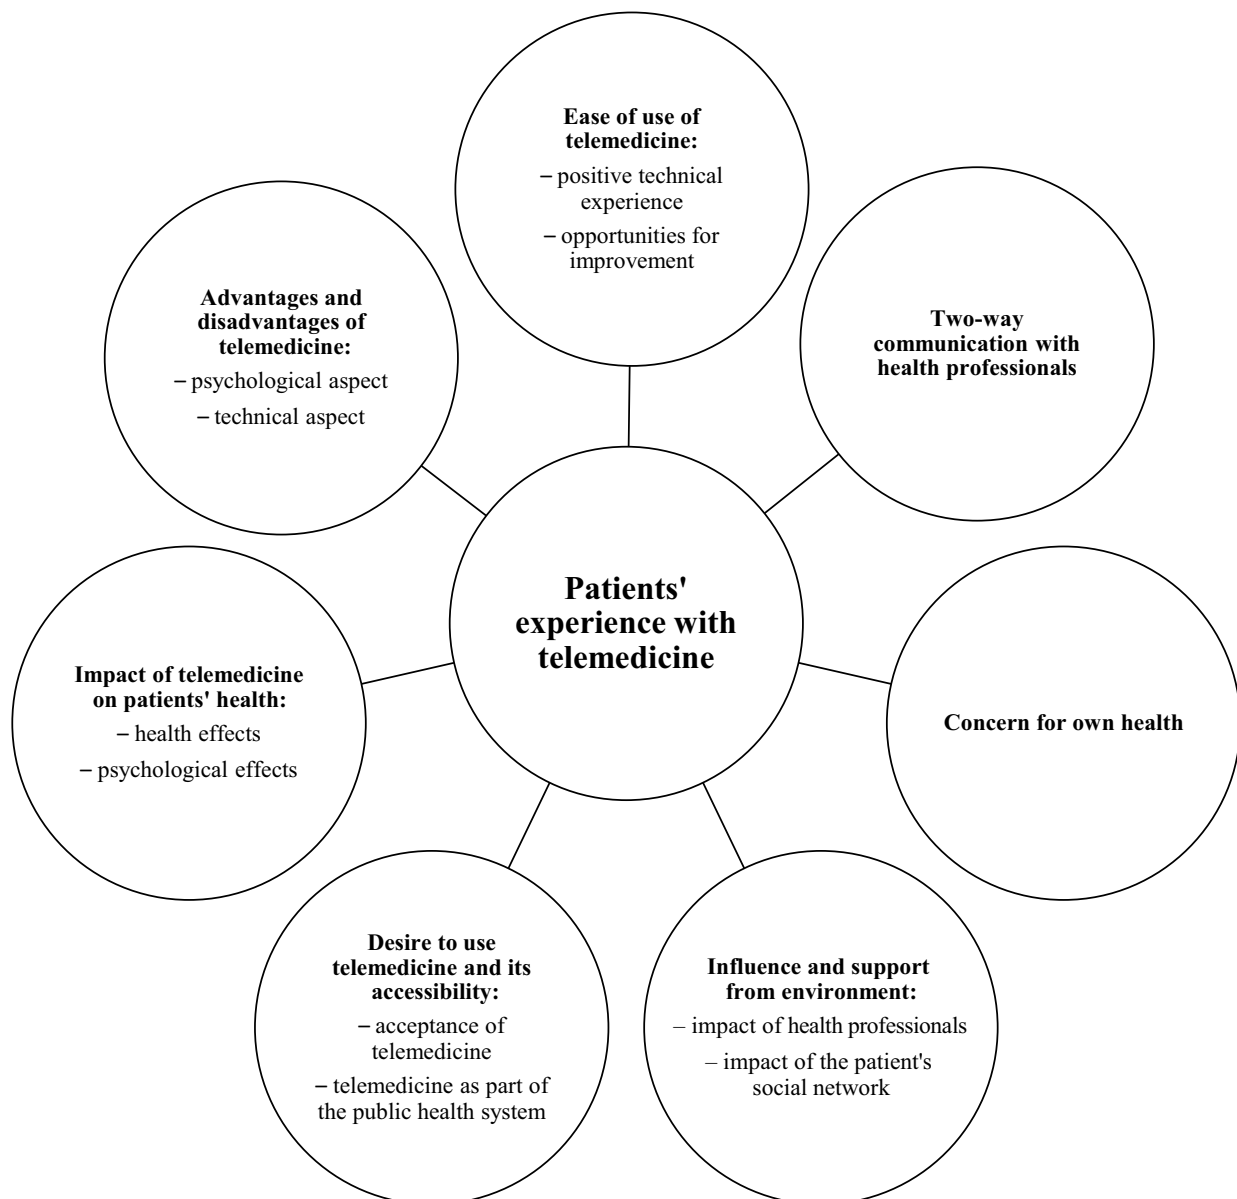 Ease of use of
telemedicine:
– positive technical
experience
– opportunities for
improvement
Two-way
communication with
health professionals
Concern for own health
Influence and support
from environment:
– impact of health professionals
– impact of the patient's
social network
Desire to use
telemedicine and its
accessibility:
– acceptance of
telemedicine
– telemedicine as part of
the public health system
Impact of telemedicine
on patients' health:
– health effects
– psychological effects
Advantages and
disadvantages of
telemedicine:
– psychological aspect
– technical aspect
Patients'
experience with
telemedicine